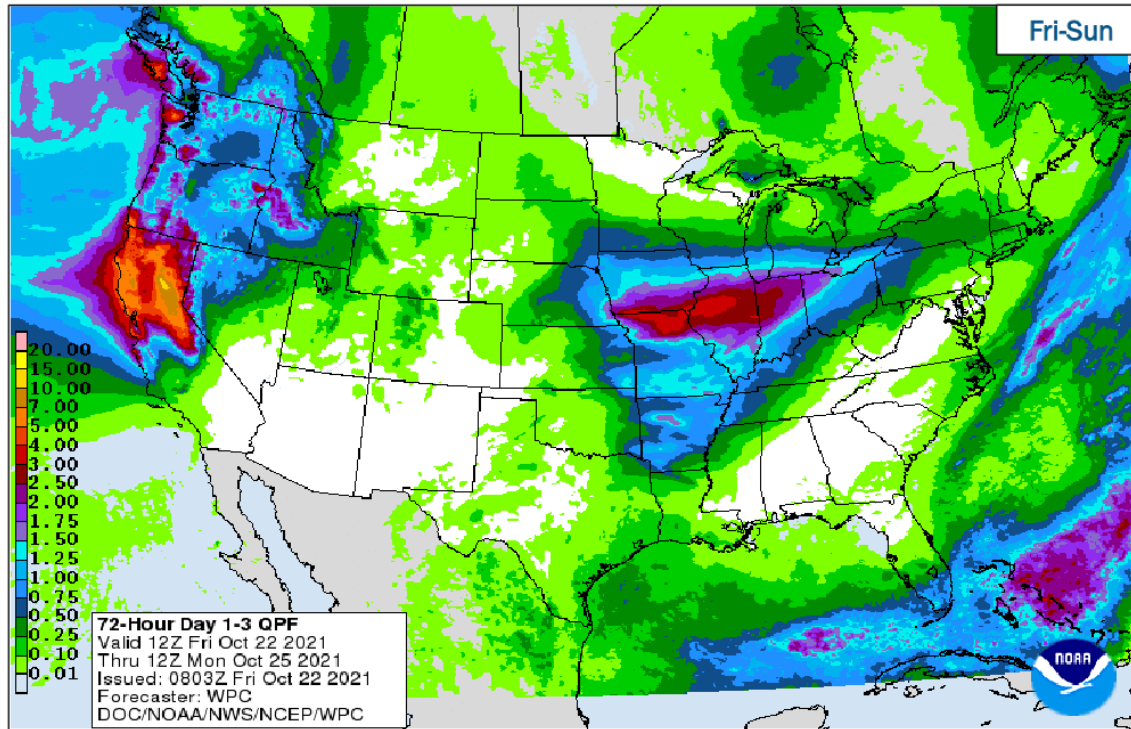 Fri-Sun
20.00
15.00
10.00
7.00
5.00
4.00
3.00
2.50
2.00
1.75
1.50
1.25
1.00
0.75
0.50
0.25
0.10
0.01
72-Hour Day 1-3 QPF
Valid 12Z Fri Oct 22 2021
Thru 12Z Mon Oct 25 2021
Issued: 0803Z Fri Oct 22 2021
Forecaster: WPC
DOC/NOAA/NWS/NCEP/WPC
NOAA